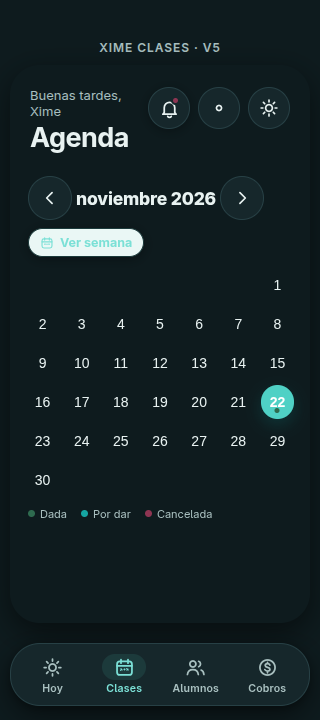 XIME CLASES · V5
Buenas tardes,
Xime
Agenda
noviembre 2026
Ver semana
1
2 3 4 5 6 7 8
9 10 11 12 13 14 15
16 17 18 19 20 21 22
23 24 25 26 27 28 29
30
Dada Por dar Cancelada
Hoy Clases Alumnos Cobros